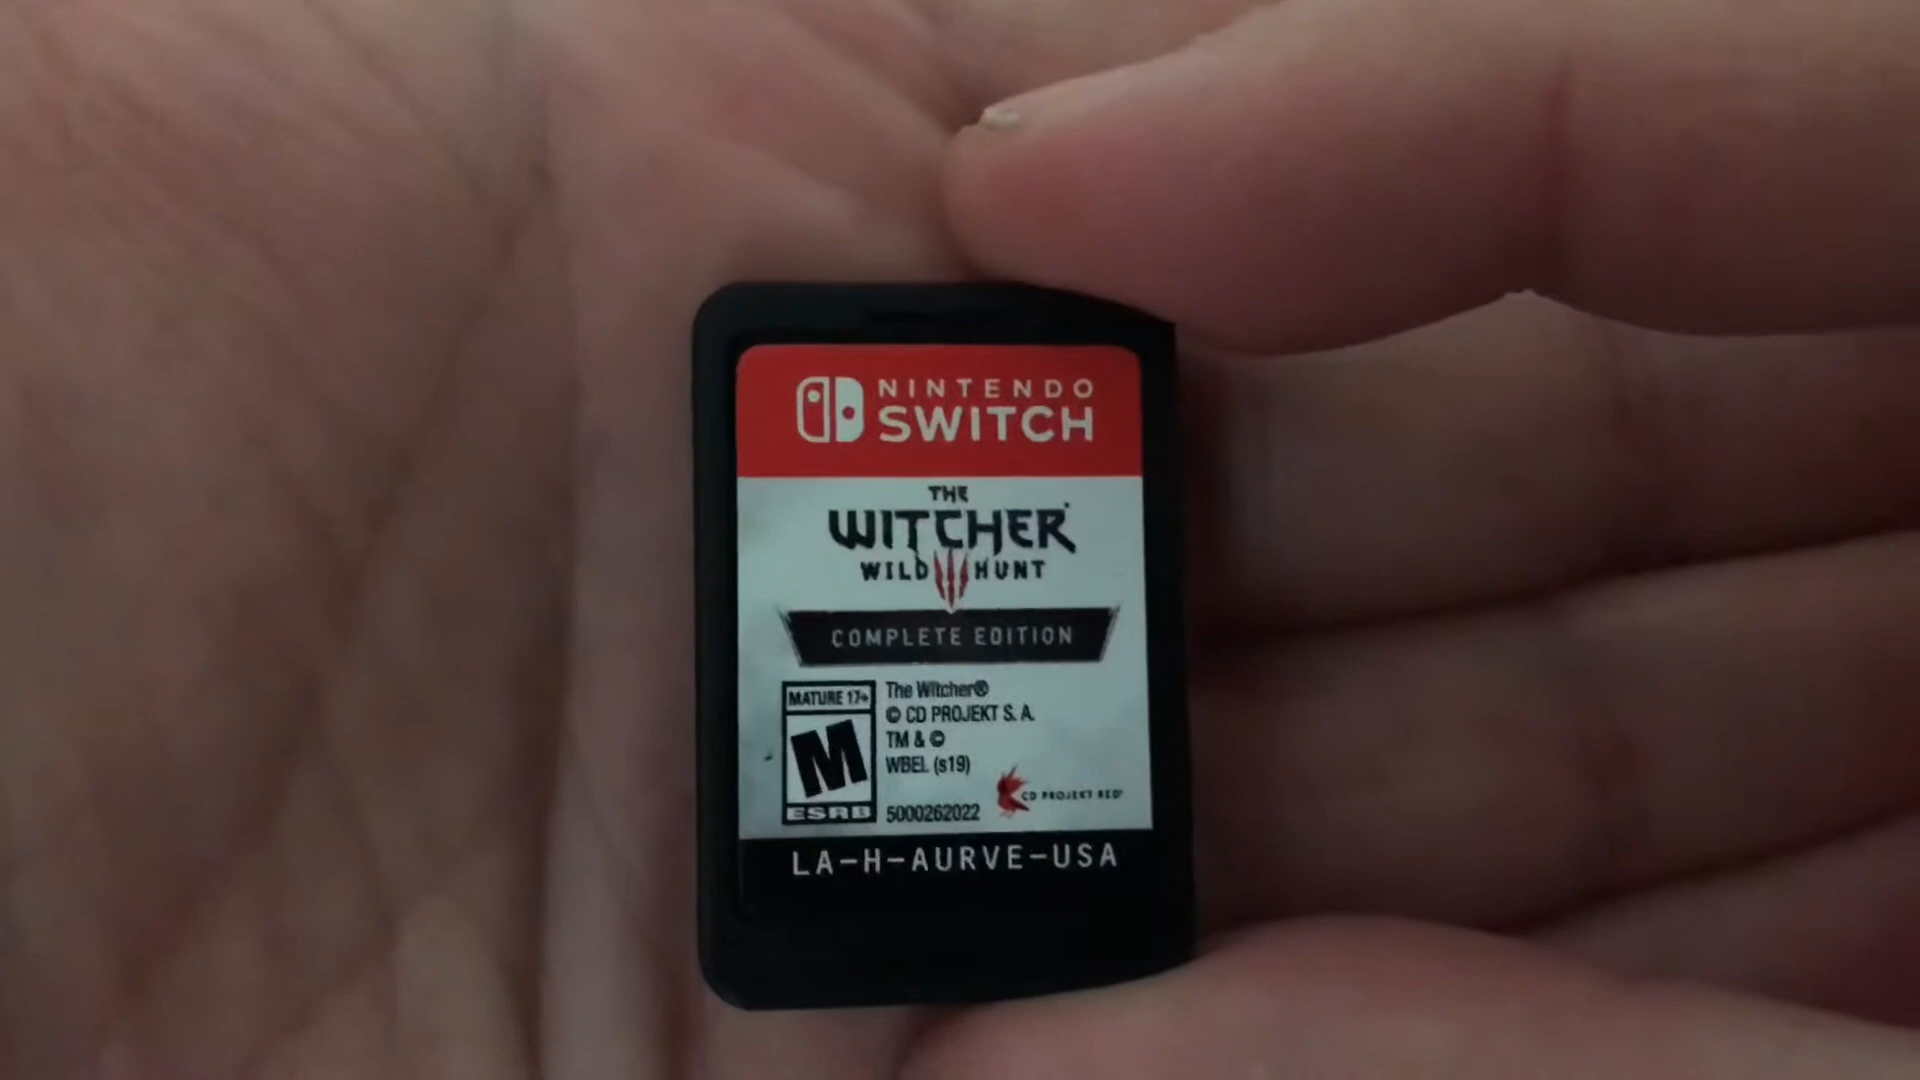 NINTENDO
SWITCH
THE
WITCHER
WILD HUNT
COMPLETE EDITION
MATURE 17+
M
ESRB
The Witcher®
© CD PROJEKT S. A.
TM & ©
WBEI. (s19)
5000262022
CD PROJEKT RED®
LA-H-AURVE-USA